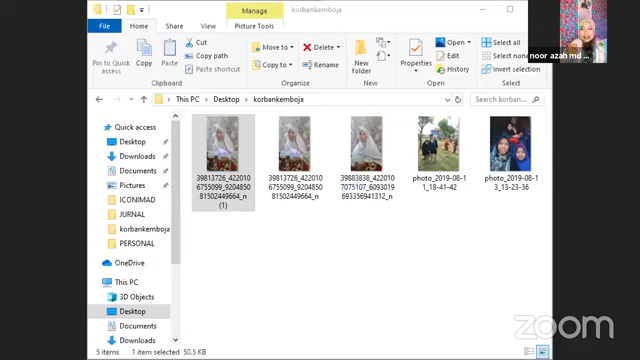 Manage
korbankemboja
File
Home
Share
View
Picture Tools
Pin to Quick access
Copy
Paste
Cut
Copy path
Paste shortcut
Clipboard
Move to
Copy to
Delete
Rename
Organize
New folder
New
Properties
Open
Edit
History
Open
Select all
Select none
Invert selection
Select
This PC > Desktop > korbankemboja
Search korban...
Quick access
Desktop
Downloads
Documents
Pictures
ICONIMAD
JURNAL
korbankemboja
PERSONAL
OneDrive
This PC
3D Objects
Desktop
Documents
Downloads
39813726_422010
6755099_9204850
81502449664_n
(1)
39813726_422010
6755099_9204850
81502449664_n
39883838_422010
7075107_6093019
693356941312_n
photo_2019-08-1
1_18-41-42
photo_2019-08-1
3_13-23-36
5 items
1 item selected 50.5 KB
noor azah md ...
zoom